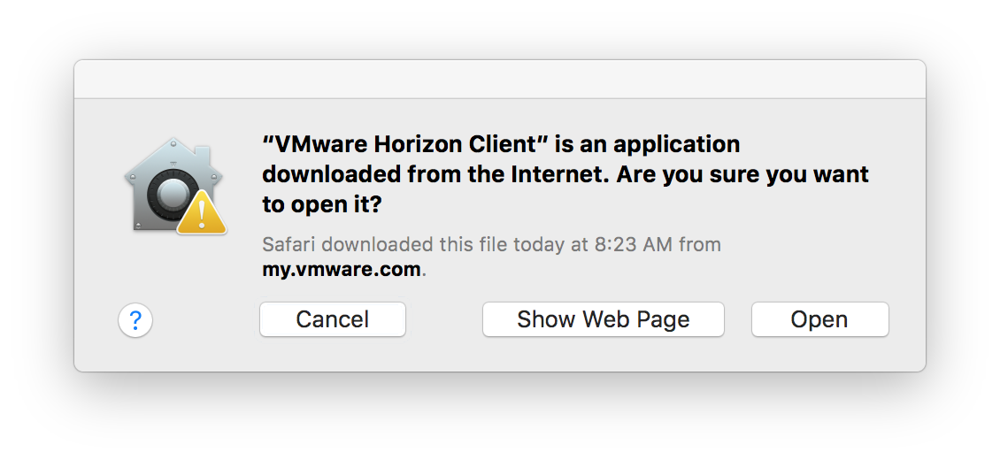 “VMware Horizon Client” is an application
downloaded from the Internet. Are you sure you want
to open it?
Safari downloaded this file today at 8:23 AM from
my.vmware.com.
?
Cancel
Show Web Page
Open